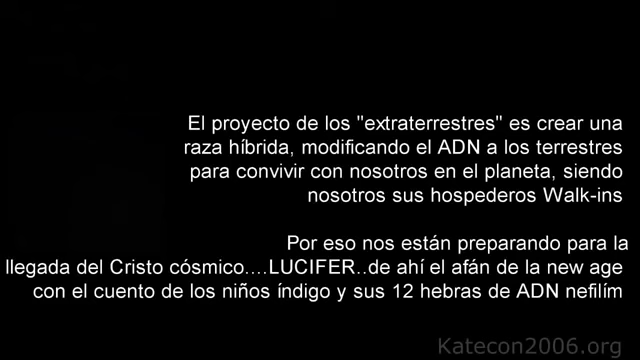 El proyecto de los "extraterrestres" es crear una
raza híbrida, modificando el ADN a los terrestres
para convivir con nosotros en el planeta, siendo
nosotros sus hospederos Walk-ins
Por eso nos están preparando para la
llegada del Cristo cósmico....LUCIFER..de ahí el afán de la new age
con el cuento de los niños índigo y sus 12 hebras de ADN nefilím
Katecon2006.org